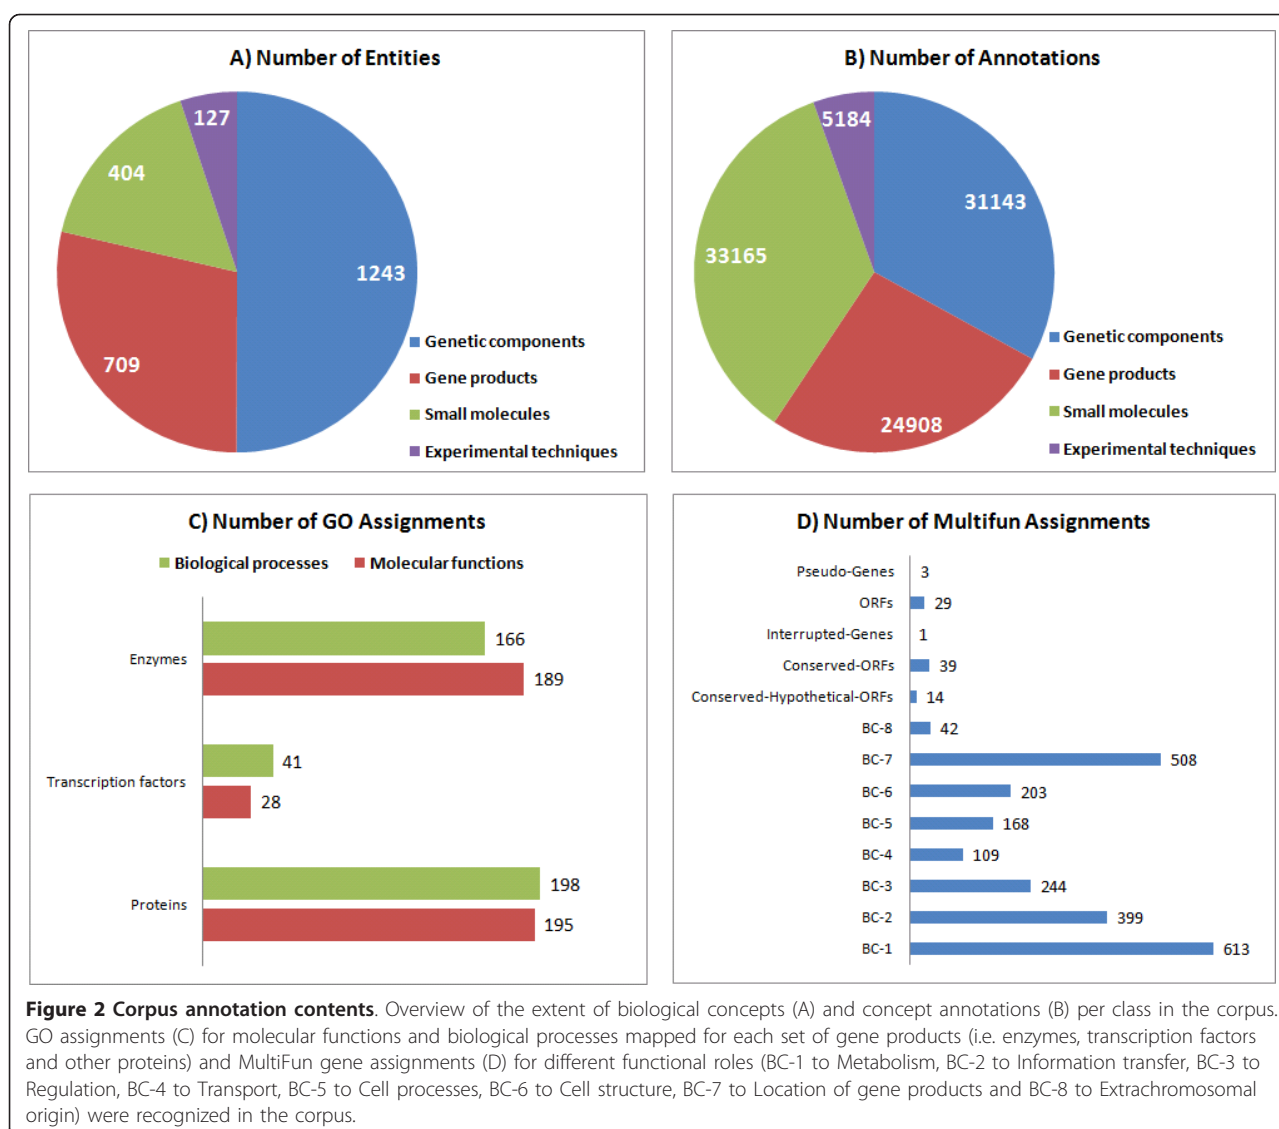 A) Number of Entities
127
404
1243
709
Genetic components
Gene products
Small molecules
Experimental techniques
B) Number of Annotations
5184
31143
33165
24908
Genetic components
Gene products
Small molecules
Experimental techniques
C) Number of GO Assignments
Biological processes Molecular functions
Enzymes
166
189
Transcription factors
41
28
Proteins
198
195
D) Number of Multifun Assignments
Pseudo-Genes 3
ORFs 29
Interrupted-Genes 1
Conserved-ORFs 39
Conserved-Hypothetical-ORFs 14
BC-8 42
BC-7 508
BC-6 203
BC-5 168
BC-4 109
BC-3 244
BC-2 399
BC-1 613
Figure 2 Corpus annotation contents. Overview of the extent of biological concepts (A) and concept annotations (B) per class in the corpus.
GO assignments (C) for molecular functions and biological processes mapped for each set of gene products (i.e. enzymes, transcription factors
and other proteins) and MultiFun gene assignments (D) for different functional roles (BC-1 to Metabolism, BC-2 to Information transfer, BC-3 to
Regulation, BC-4 to Transport, BC-5 to Cell processes, BC-6 to Cell structure, BC-7 to Location of gene products and BC-8 to Extrachromosomal
origin) were recognized in the corpus.